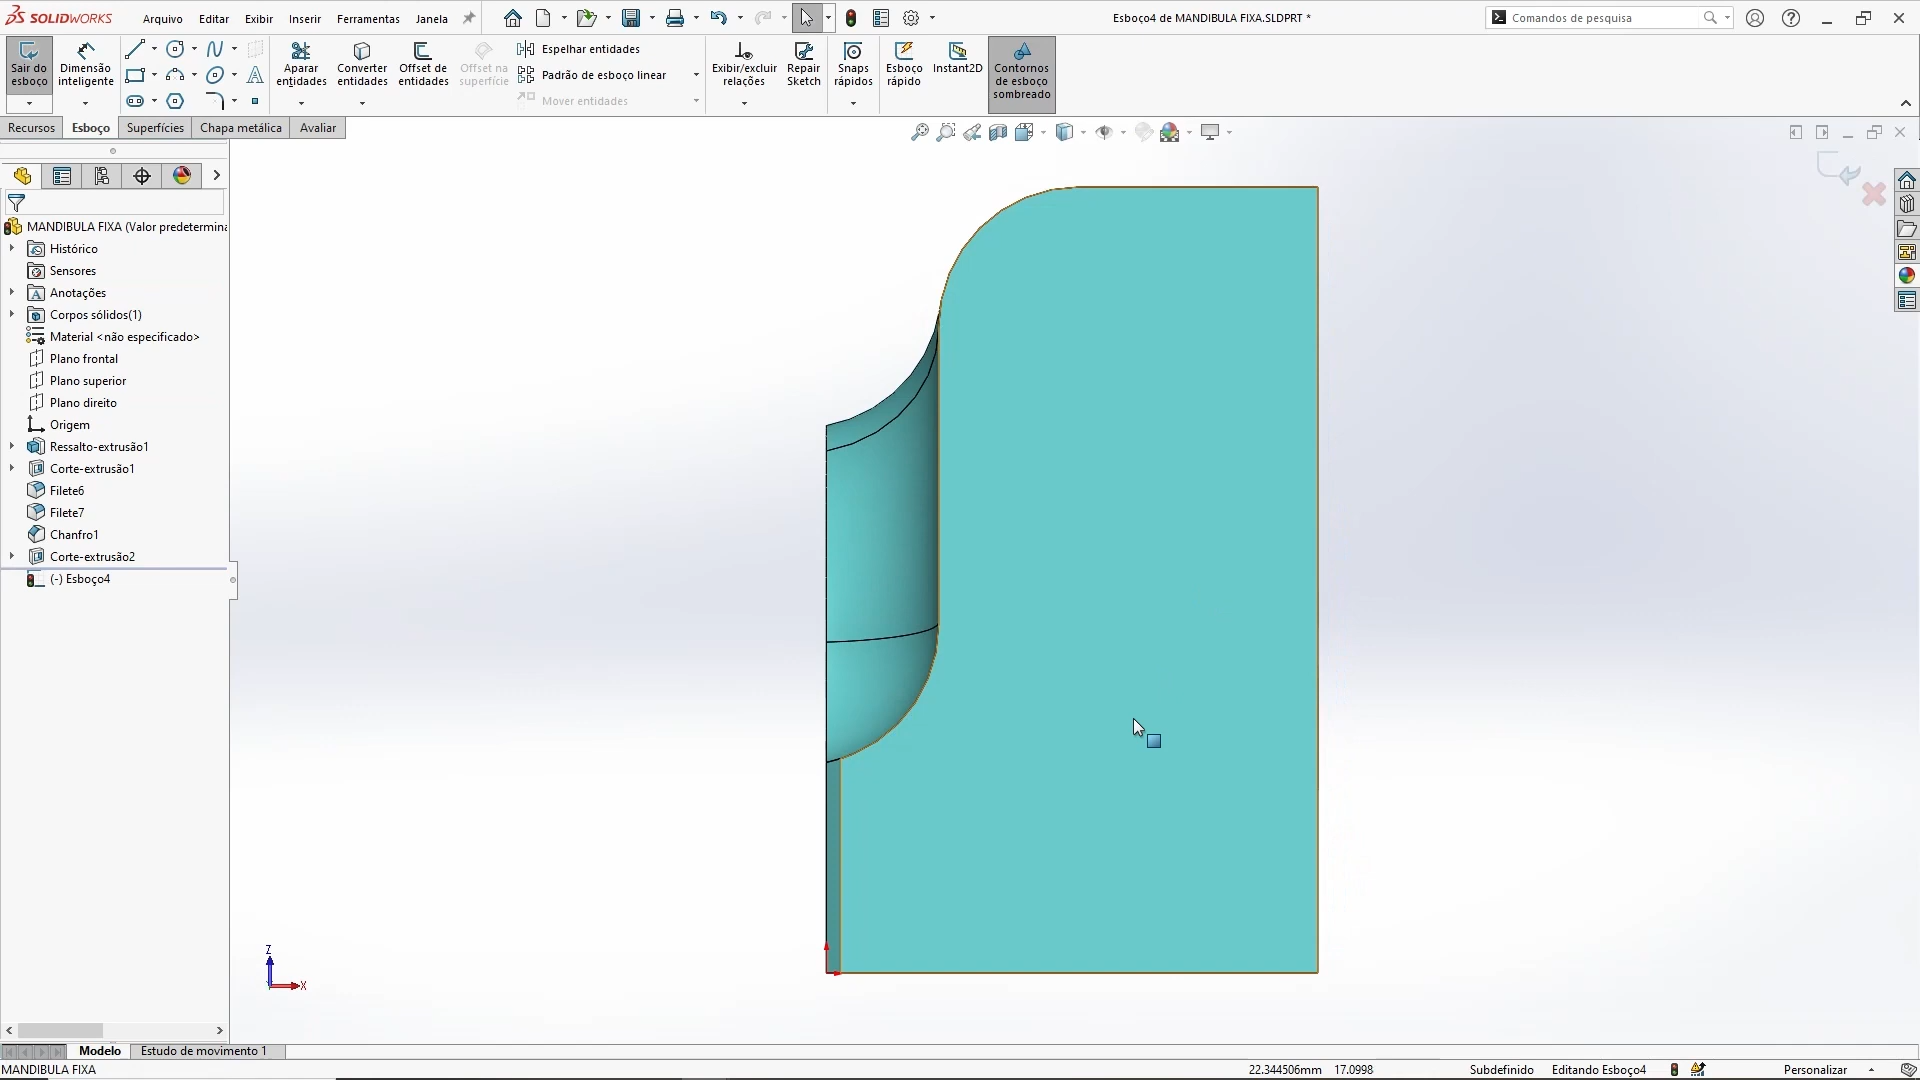 SOLIDWORKS Arquivo Editar Exibir Inserir Ferramentas Janela Esboço4 de MANDIBULA FIXA.SLDPRT * Comandos de pesquisa
Sair do esboço
Dimensão inteligente
Aparar entidades
Converter entidades
Offset de entidades
Offset na superfície
Espelhar entidades
Padrão de esboço linear
Mover entidades
Exibir/excluir relações
Repair Sketch
Snaps rápidos
Esboço rápido
Instant2D
Contornos de esboço sombreado
Recursos Esboço Superfícies Chapa metálica Avaliar
MANDIBULA FIXA (Valor predetermina
Histórico
Sensores
Anotações
Corpos sólidos(1)
Material <não especificado>
Plano frontal
Plano superior
Plano direito
Origem
Ressalto-extrusão1
Corte-extrusão1
Filete6
Filete7
Chanfro1
Corte-extrusão2
(-) Esboço4
Z
X
Modelo Estudo de movimento 1
MANDIBULA FIXA 22.344506mm 17.0998 Subdefinido Editando Esboço4 Personalizar